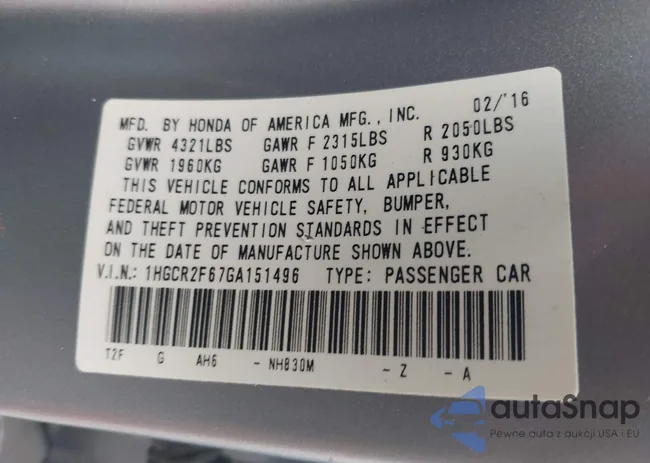 MFD. BY HONDA OF AMERICA MFG., INC. 02/'16
GVWR 4321LBS GAWR F 2315LBS R 2050LBS
GVWR 1960KG GAWR F 1050KG R 930KG
THIS VEHICLE CONFORMS TO ALL APPLICABLE
FEDERAL MOTOR VEHICLE SAFETY, BUMPER,
AND THEFT PREVENTION STANDARDS IN EFFECT
ON THE DATE OF MANUFACTURE SHOWN ABOVE.
V.I.N.: 1HGCR2F67GA151496 TYPE: PASSENGER CAR
T2F G AH6 - NH830M - Z - A
autaSnap
Pewne auta z aukcji USA i EU